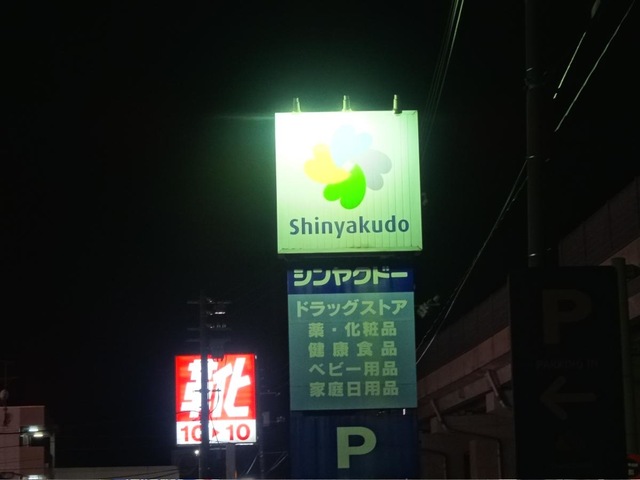 Shinyakudo
シンヤクドー
ドラッグストア
薬・化粧品
健康食品
ベビー用品
家庭日用品
P
靴
10▶10
P